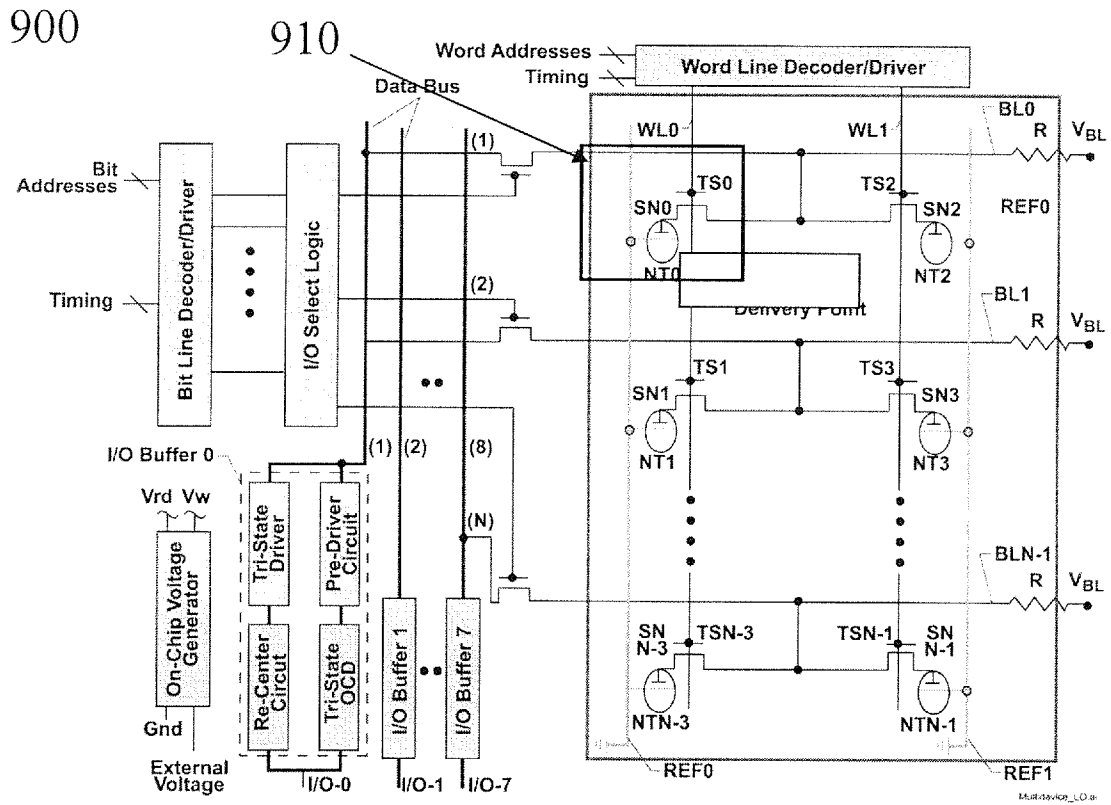 900
910
Word Addresses
Timing
Word Line Decoder/Driver
Data Bus
BL0
WL0
WL1
R
VBL
(1)
Bit
Addresses
TS0
TS2
SN0
SN2
REF0
Bit Line Decoder/Driver
I/O Select Logic
NT0
NT2
Timing
(2)
Delivery Point
BL1
R
VBL
TS1
TS3
SN1
SN3
NT1
NT3
I/O Buffer 0
(1)
(2)
(8)
Vrd
Vw
(N)
BLN-1
R
VBL
Tri-State
Driver
Pre-Driver
Circuit
On-Chip Voltage
Generator
Re-Center
Circut
Tri-State
OCD
I/O Buffer 1
I/O Buffer 7
SN
N-3
TSN-3
TSN-1
SN
N-1
NTN-3
NTN-1
Gnd
External
Voltage
I/O-0
I/O-1
I/O-7
REF0
REF1